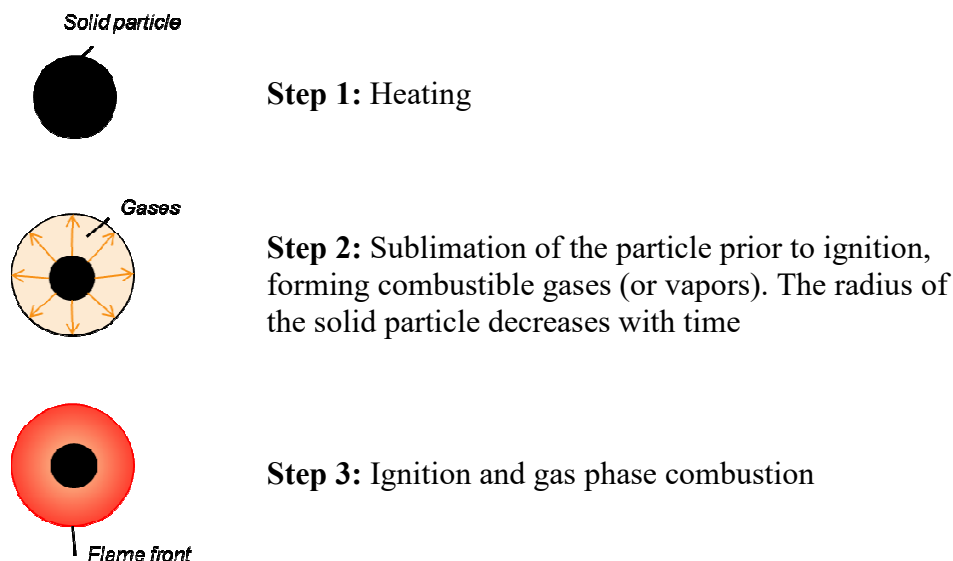 Solid particle
Step 1: Heating
Gases
Step 2: Sublimation of the particle prior to ignition,
forming combustible gases (or vapors). The radius of
the solid particle decreases with time
Step 3: Ignition and gas phase combustion
Flame front